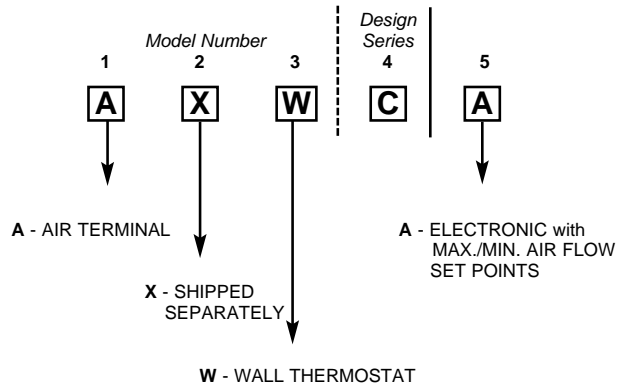 Model Number
Design
Series
1 2 3 4 5
A X W C A
A - AIR TERMINAL
A - ELECTRONIC with
MAX./MIN. AIR FLOW
SET POINTS
X - SHIPPED
SEPARATELY
W - WALL THERMOSTAT